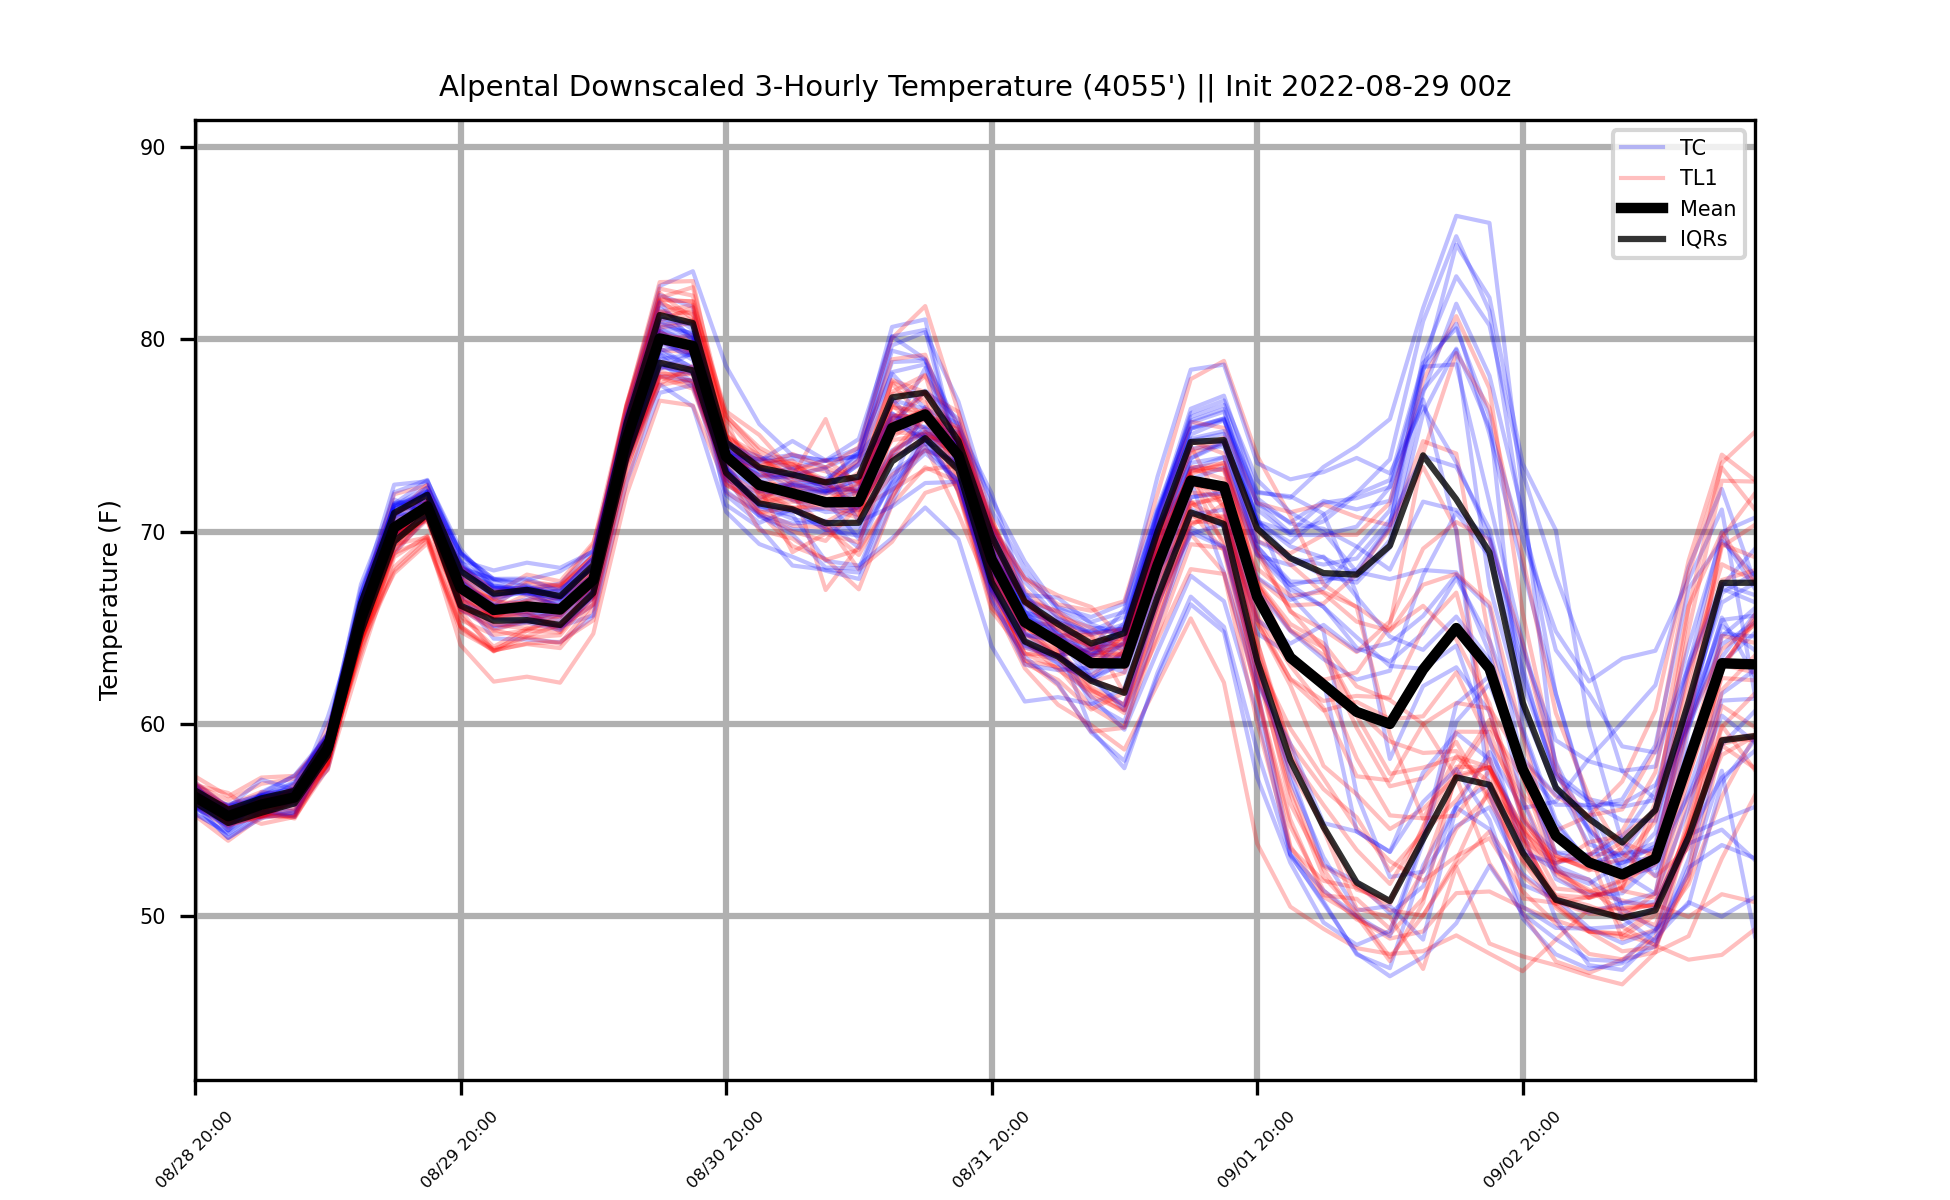 Alpental Downscaled 3-Hourly Temperature (4055') || Init 2022-08-29 00z
TC
TL1
Mean
IQRs
Temperature (F)
90
80
70
60
50
08/28 20:00
08/29 20:00
08/30 20:00
08/31 20:00
09/01 20:00
09/02 20:00